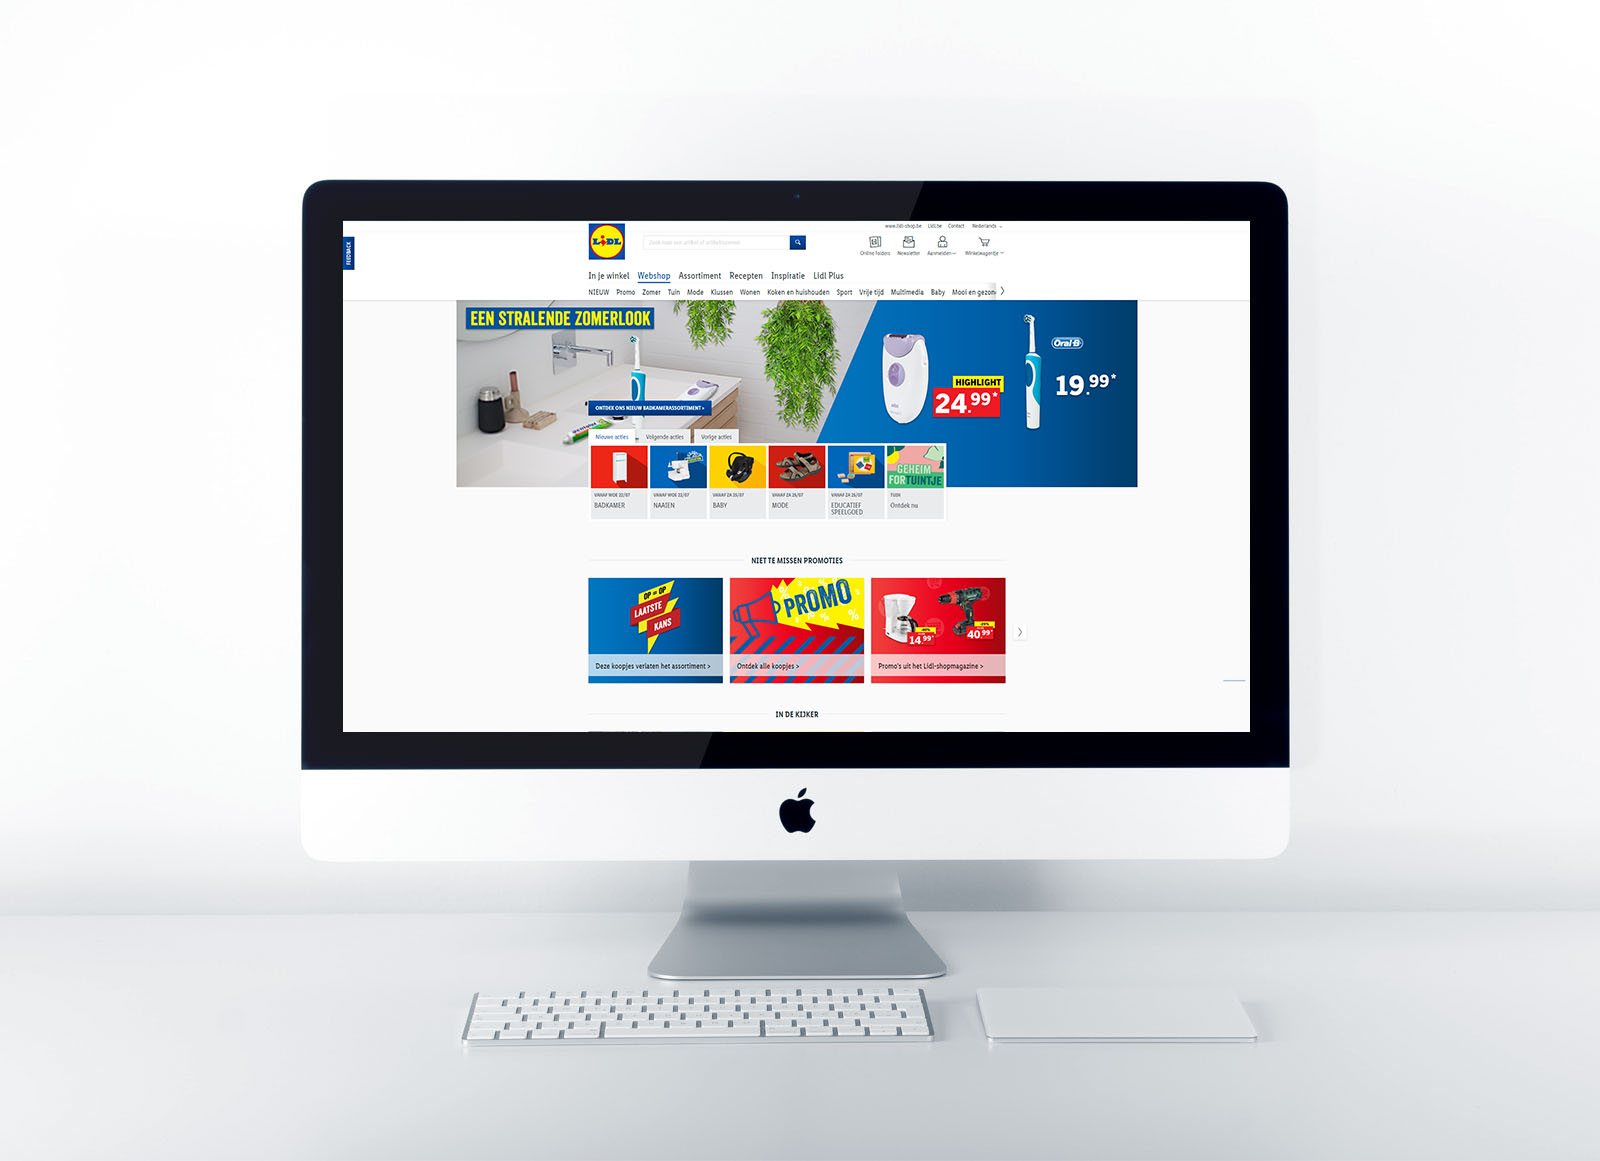 www.lidl-shop.be Lidl.be Contact Nederlands
FEEDBACK
LIDL
Zoek naar een artikel of artikelnummer
Online folders Newsletter Aanmelden Winkelwagentje
In je winkel Webshop Assortiment Recepten Inspiratie Lidl Plus
NIEUW Promo Zomer Tuin Mode Klussen Wonen Koken en huishouden Sport Vrije tijd Multimedia Baby Mooi en gezon
EEN STRALENDE ZOMERLOOK
Oral-B
HIGHLIGHT
24.99*
19.99*
ONTDEK ONS NIEUW BADKAMERASSORTIMENT >
Nieuwe acties Volgende acties Vorige acties
GEHEIM
FORTUINTJE
VANAF WOE 22/07 VANAF WOE 22/07 VANAF ZA 25/07 VANAF ZA 25/07 VANAF ZA 25/07 TUIN
BADKAMER NAAIEN BABY MODE EDUCATIEF SPEELGOED Ontdek nu
NIET TE MISSEN PROMOTIES
OP = OP
LAATSTE
KANS
PROMO
14.99*
40.99*
Deze koopjes verlaten het assortiment >
Ontdek alle koopjes >
Promo's uit het Lidl-shopmagazine >
IN DE KIJKER